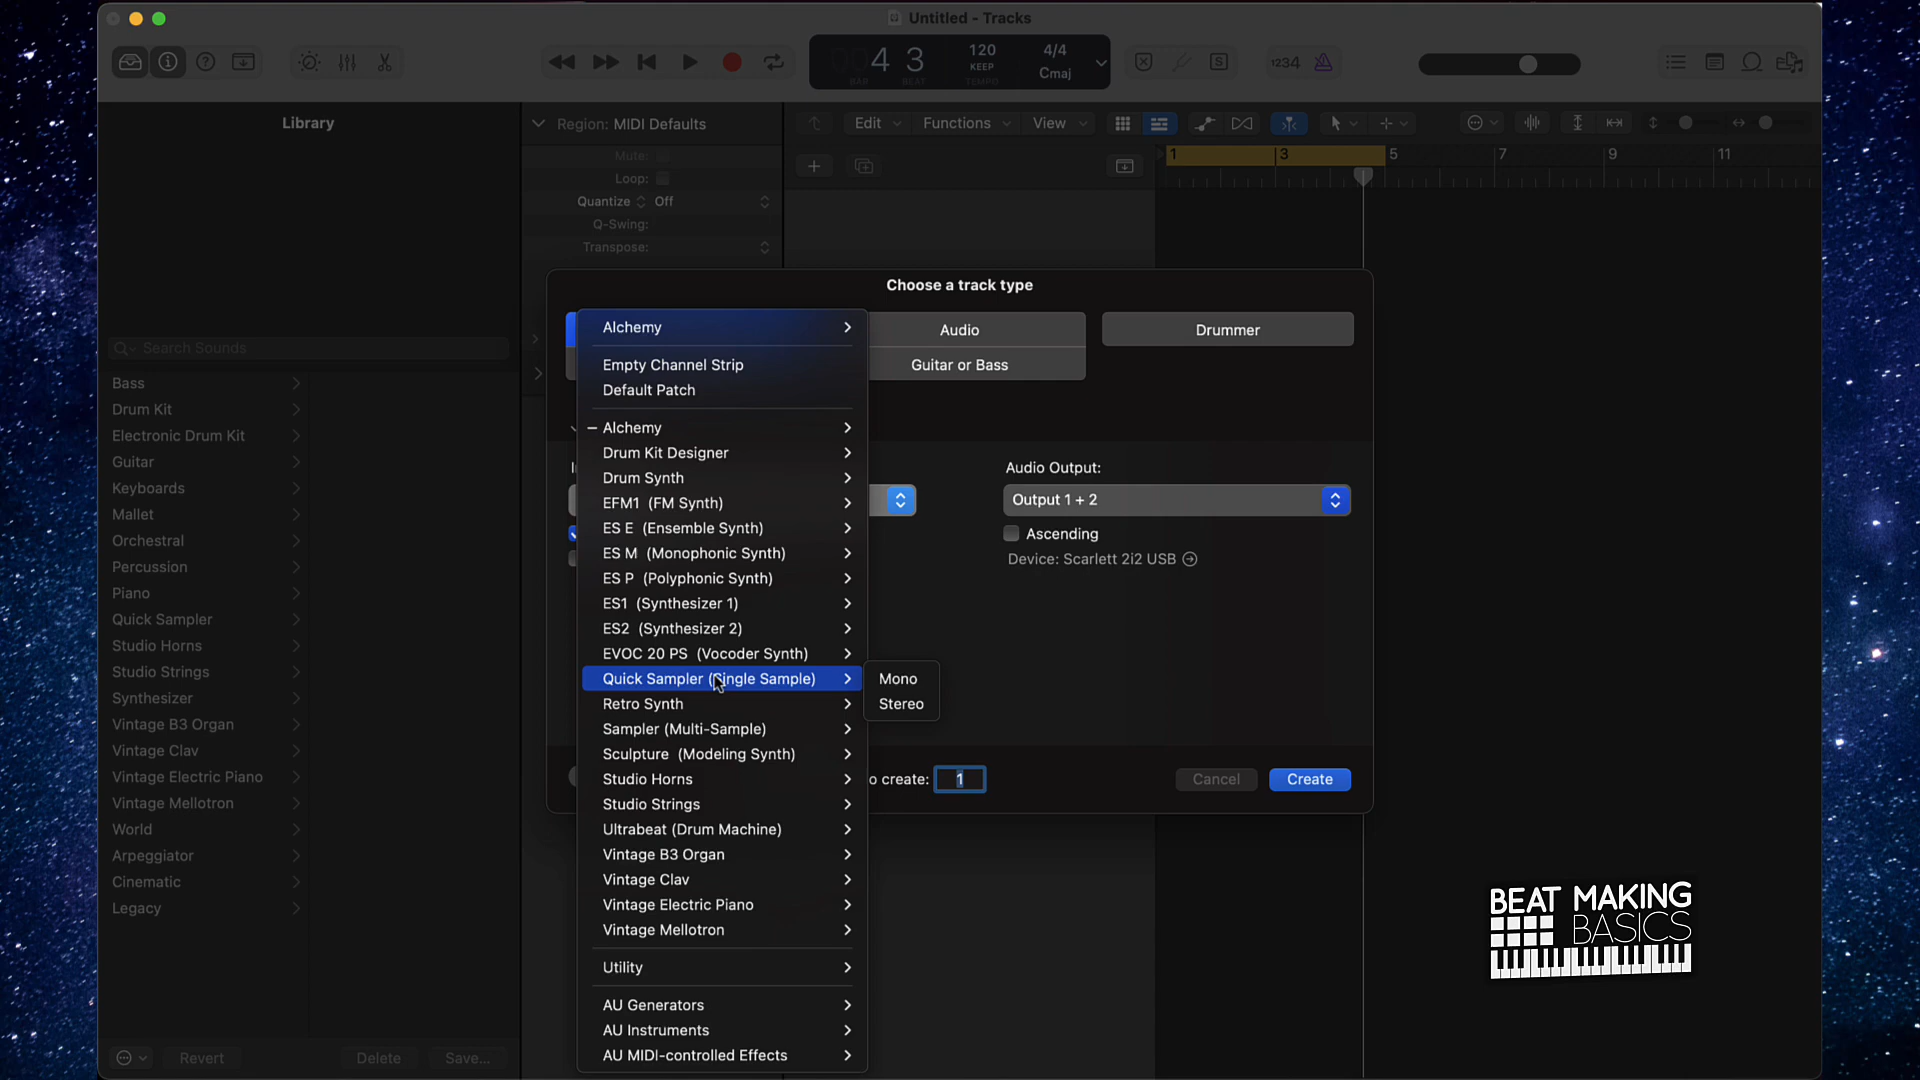 Untitled - Tracks
4 3
BAR BEAT
120
KEEP
TEMPO
4/4
Cmaj
S
1234
Library
Region: MIDI Defaults
Edit
Functions
View
Mute:
Loop:
Quantize Off
Q-Swing:
Transpose:
1 3 5 7 9 11
Search Sounds
Bass
Drum Kit
Electronic Drum Kit
Guitar
Keyboards
Mallet
Orchestral
Percussion
Piano
Quick Sampler
Studio Horns
Studio Strings
Synthesizer
Vintage B3 Organ
Vintage Clav
Vintage Electric Piano
Vintage Mellotron
World
Arpeggiator
Cinematic
Legacy
Revert
Delete
Save...
Choose a track type
Audio
Drummer
Guitar or Bass
Alchemy
Empty Channel Strip
Default Patch
Alchemy
Drum Kit Designer
Drum Synth
EFM1 (FM Synth)
ES E (Ensemble Synth)
ES M (Monophonic Synth)
ES P (Polyphonic Synth)
ES1 (Synthesizer 1)
ES2 (Synthesizer 2)
EVOC 20 PS (Vocoder Synth)
Quick Sampler (Single Sample)
Retro Synth
Sampler (Multi-Sample)
Sculpture (Modeling Synth)
Studio Horns
Studio Strings
Ultrabeat (Drum Machine)
Vintage B3 Organ
Vintage Clav
Vintage Electric Piano
Vintage Mellotron
Utility
AU Generators
AU Instruments
AU MIDI-controlled Effects
Mono
Stereo
Audio Output:
Output 1 + 2
Ascending
Device: Scarlett 2i2 USB
o create: 1
Cancel
Create
BEAT MAKING
BASICS